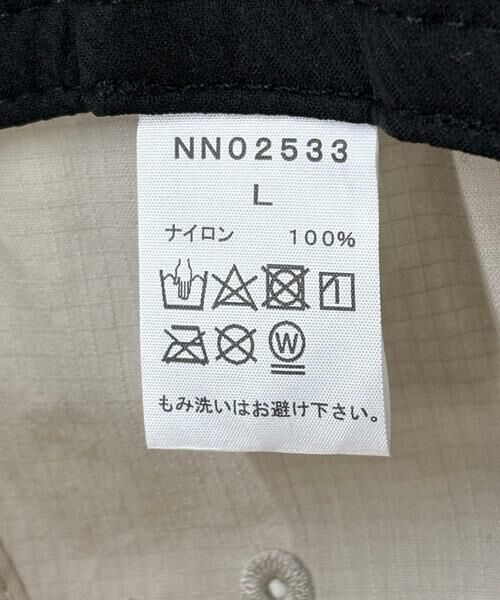 NN02533
L
ナイロン 100%
W
もみ洗いはお避け下さい。